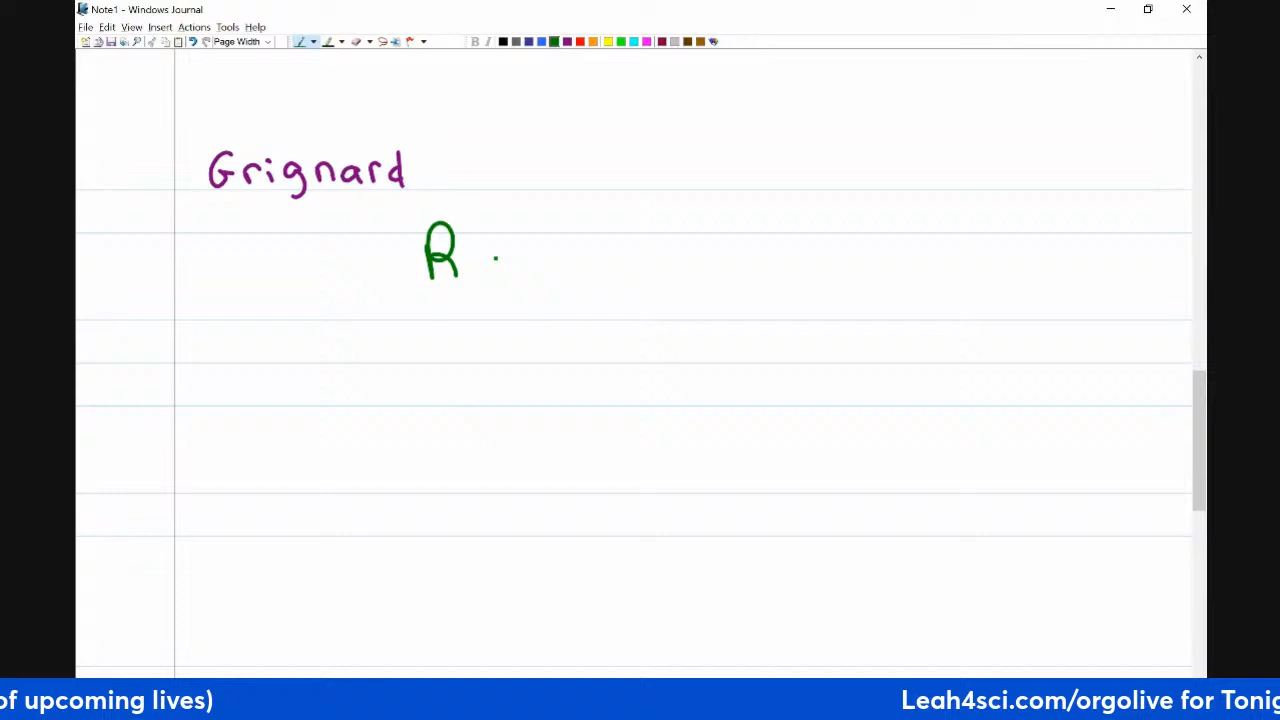 Note1 - Windows Journal
File Edit View Insert Actions Tools Help
Page Width B I
Grignard
R .
of upcoming lives) Leah4sci.com/orgolive for Tonig